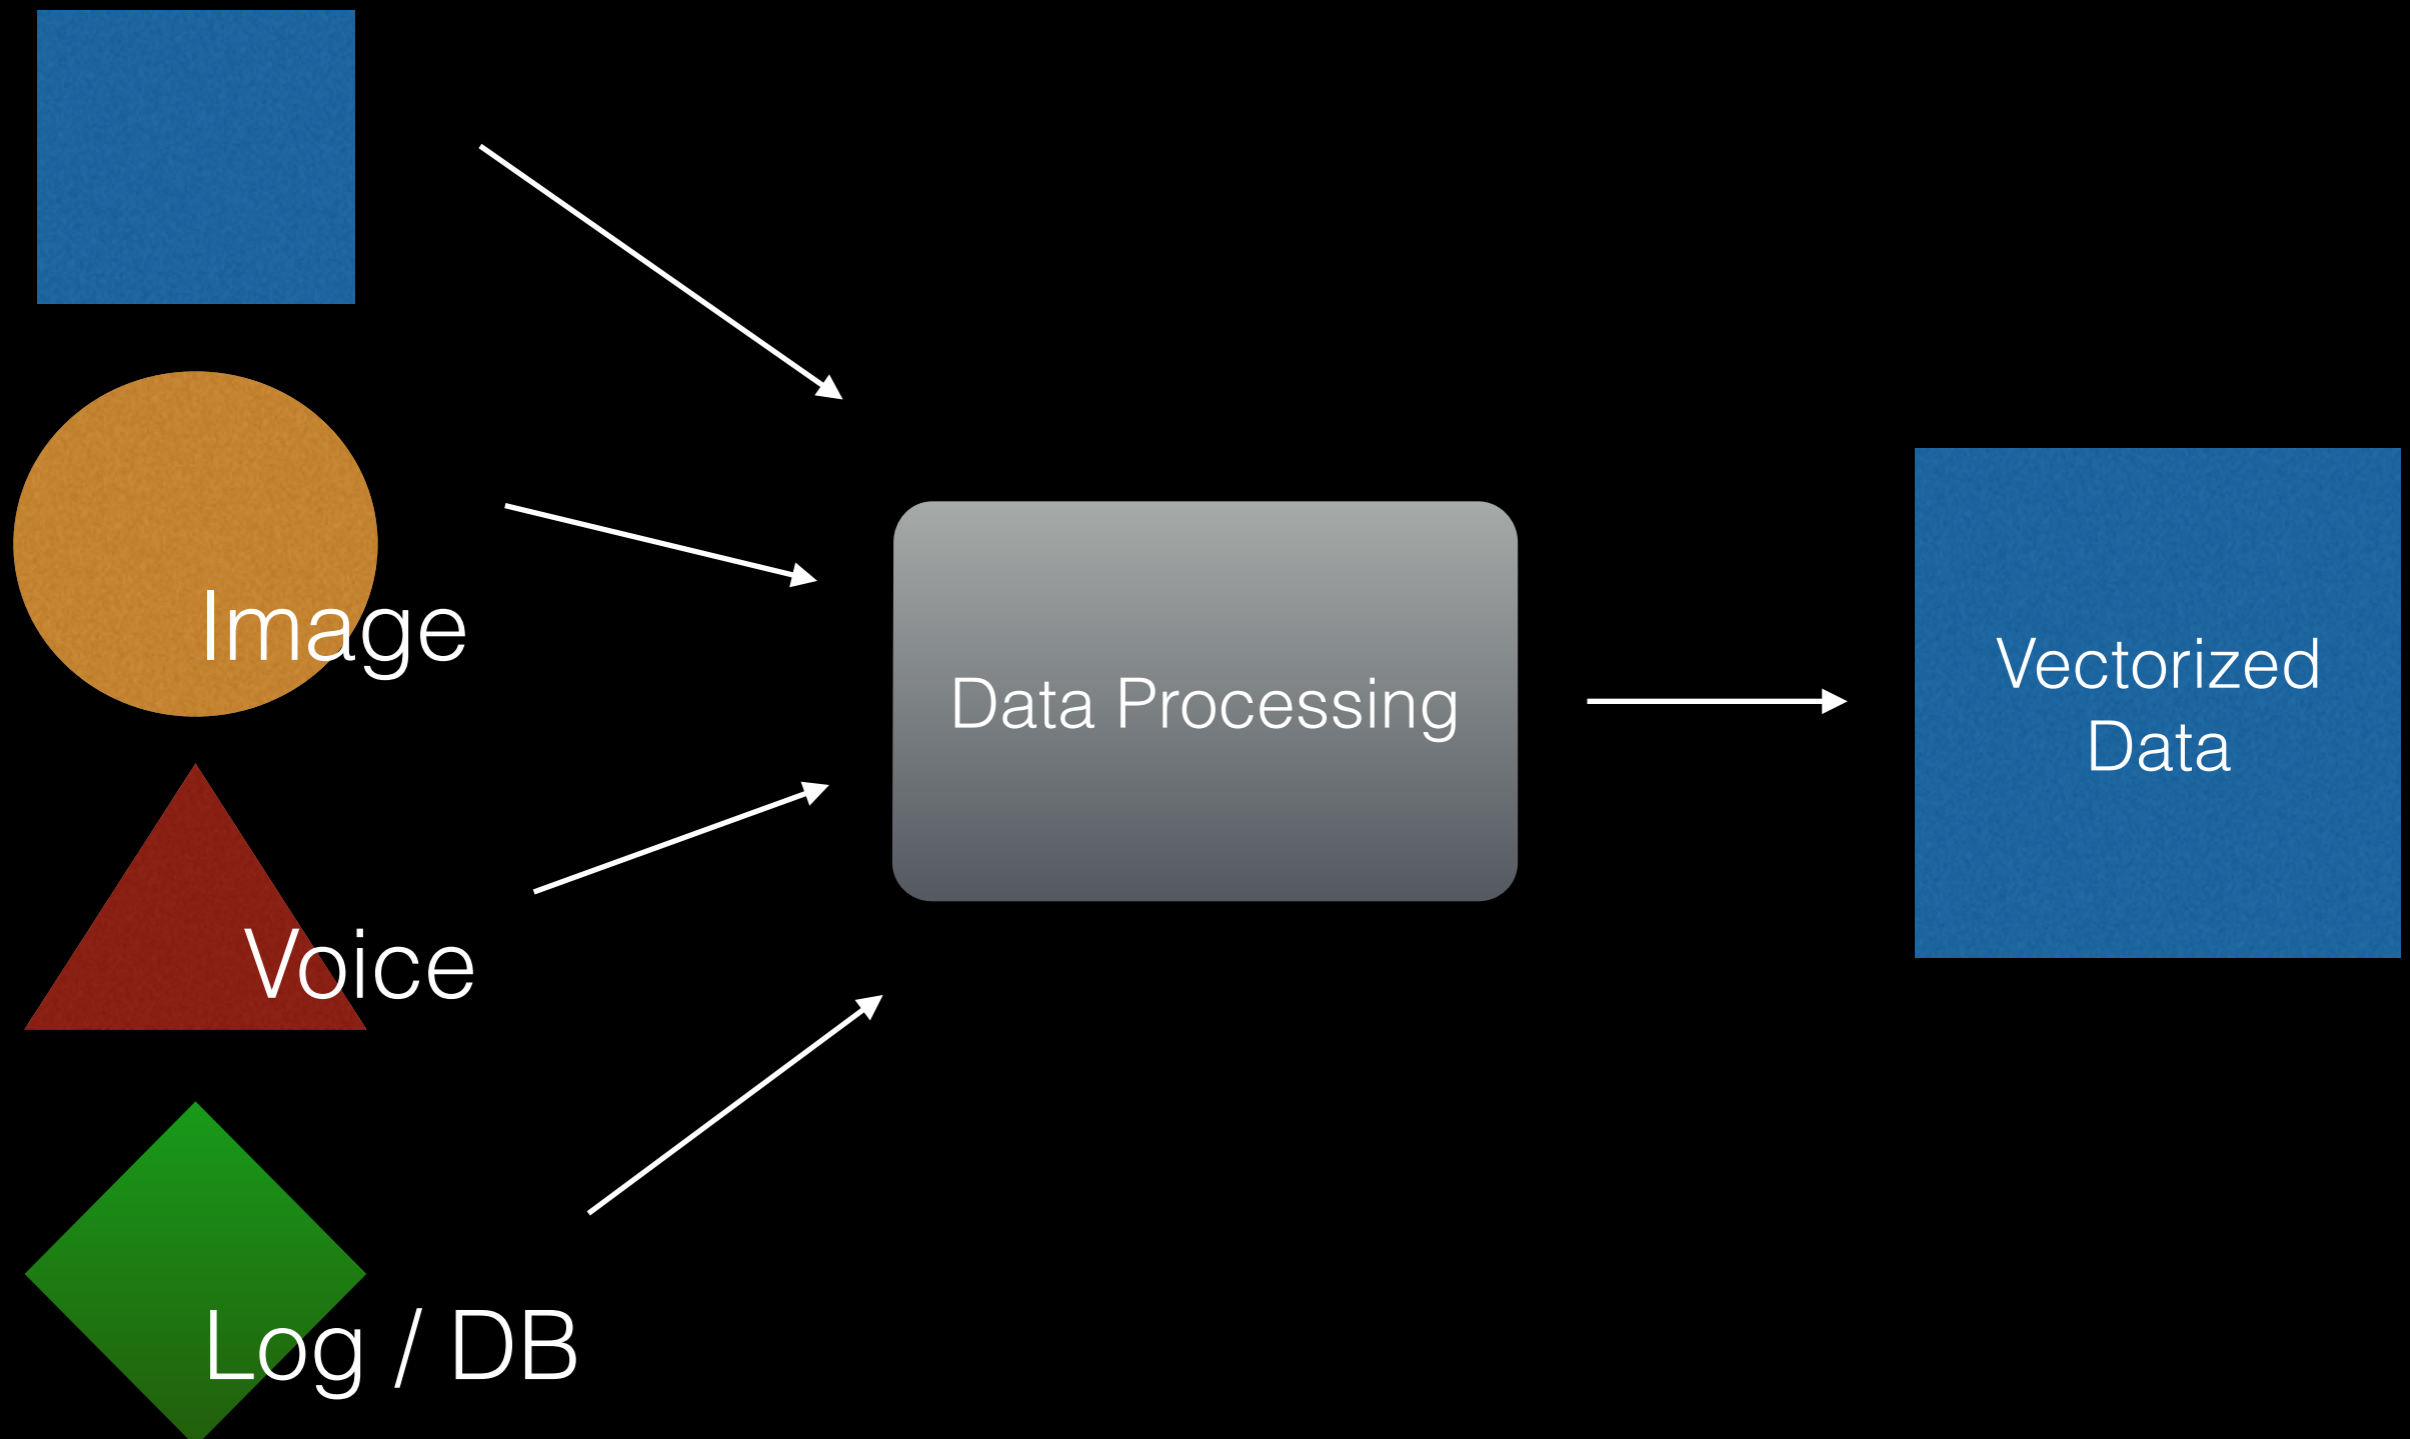 Image
Voice
Log / DB
Data Processing
Vectorized
Data